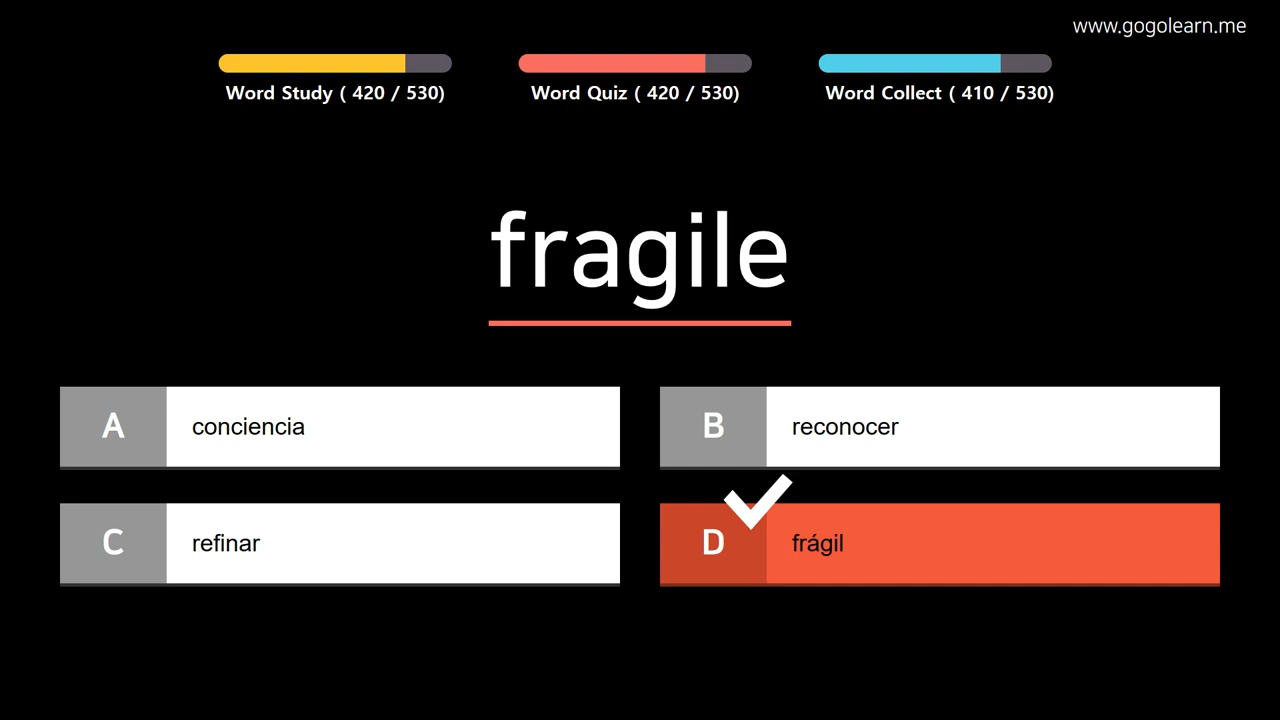 www.gogolearn.me
Word Study ( 420 / 530)
Word Quiz ( 420 / 530)
Word Collect ( 410 / 530)
fragile
A conciencia
B reconocer
C refinar
D frágil